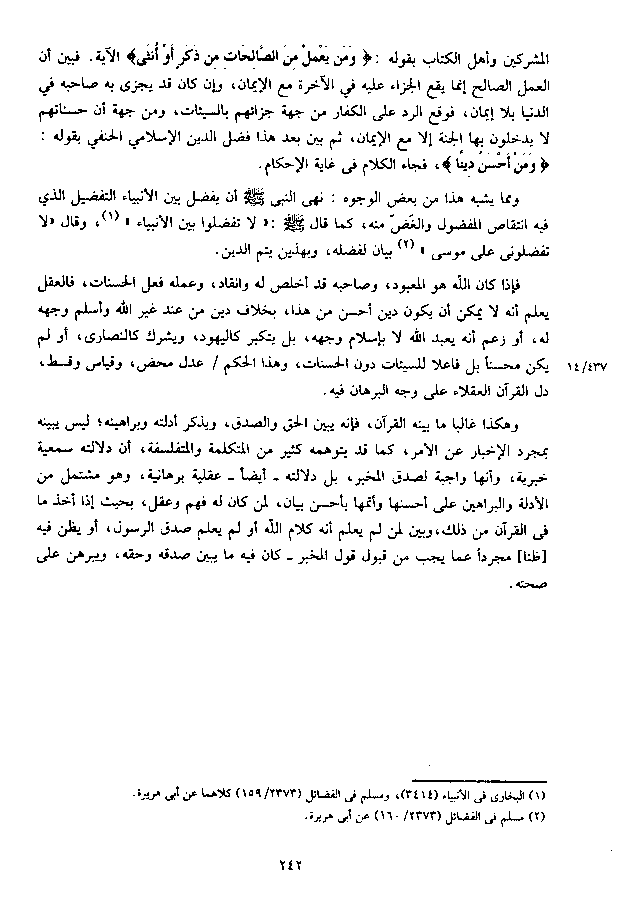 المشركين وأهل الكتاب بقوله : ﴿ وَمَن يَعْمَلْ مِنَ الصَّالِحَاتِ مِن ذَكَرٍ أَوْ أُنثَى﴾ الآية. فبين أن
العمل الصالح إنما يقع الجزاء عليه فى الآخرة مع الإيمان، وإن كان قد يجزى به صاحبه فى
الدنيا بلا إيمان، فوقع الرد على الكفار من جهة جزائهم بالسيئات، ومن جهة أن حسناتهم
لا يدخلون بها الجنة إلا مع الإيمان، ثم بين بعد هذا فضل الدين الإسلامي الحنفي بقوله :
﴿ وَمَنْ أَحْسَنُ دِينًا ﴾، فجاء الكلام فى غاية الإحكام.
ومما يشبه هذا من بعض الوجوه : نهى النبى ﷺ أن يفضل بين الأنبياء التفضيل الذي
فيه انتقاص المفضول والغَضّ منه، كما قال ﷺ : « لا تفضلوا بين الأنبياء » (١)، وقال «لا
تفضلونى على موسى » (٢) بيان لفضله، وبهذين يتم الدين.
فإذا كان الله هو المعبود، وصاحبه قد أخلص له وانقاد، وعمله فعل الحسنات، فالعقل
يعلم أنه لا يمكن أن يكون دين أحسن من هذا، بخلاف دين من عند غير الله وأسلم وجهه
له، أو زعم أنه يعبد الله لا بإسلام وجهه، بل يتكبر كاليهود، ويشرك كالنصارى، أو لم
١٤/٤٣٧ يكن محسناً بل فاعلا للسيئات دون الحسنات، وهذا الحكم / عدل محض، وقياس وقسط،
دل القرآن العقلاء على وجه البرهان فيه.
وهكذا غالبا ما بينه القرآن، فإنه يبين الحق والصدق، ويذكر أدلته وبراهينه؛ ليس يبينه
بمجرد الإخبار عن الأمر، كما قد يتوهمه كثير من المتكلمة والمتفلسفة، أن دلالته سمعية
خبرية، وأنها واجبة لصدق المخبر، بل دلالته ـ أيضاً ـ عقلية برهانية، وهو مشتمل من
الأدلة والبراهين على أحسنها وأتمها بأحسن بيان، لمن كان له فهم وعقل، بحيث إذا أخذ ما
فى القرآن من ذلك،وبين لمن لم يعلم أنه كلام الله أو لم يعلم صدق الرسول، أو يظن فيه
[ظنا] مجرداً عما يجب من قبول قول المخبر ـ كان فيه ما يبين صدقه وحقه، ويبرهن على
صحته.
(١) البخارى فى الأنبياء (٣٤١٤)، ومسلم فى الفضائل (١٥٩/٢٣٧٣) كلاهما عن أبى هريرة.
(٢) مسلم فى الفضائل (١٦٠/٢٣٧٣) عن أبى هريرة.
٢٤٢